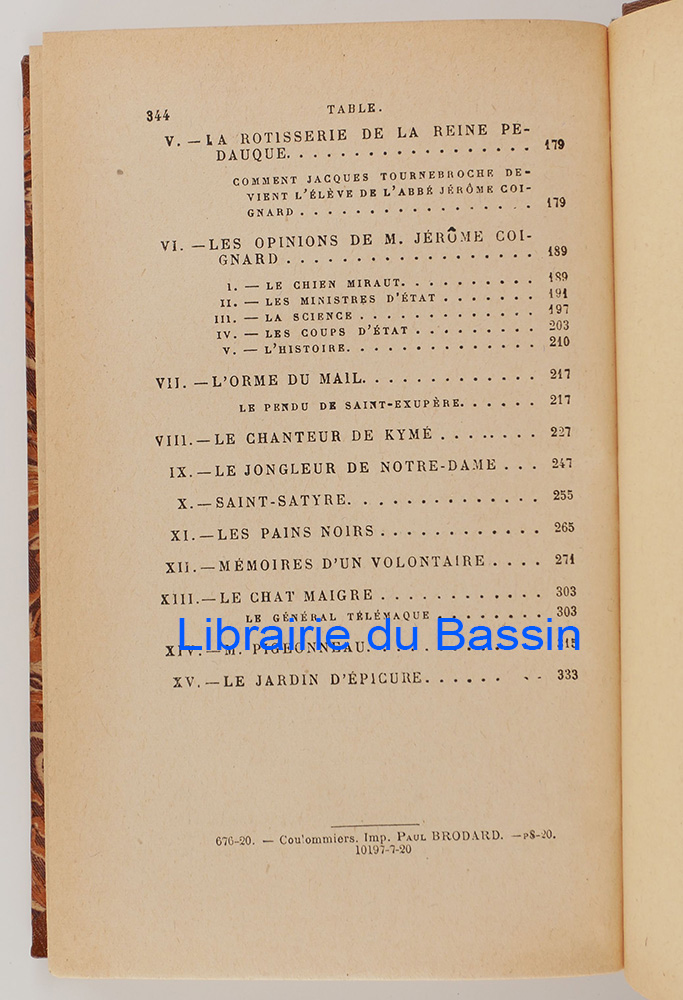 344
TABLE.
V. — LA ROTISSERIE DE LA REINE PE-
DAUQUE. . . . . . . . . . . . . . . . . . . 179
COMMENT JACQUES TOURNEBROCHE DE-
VIENT L'ÉLÈVE DE L'ABBÉ JÉRÔME COI-
GNARD . . . . . . . . . . . . . . . . . . 179
VI. — LES OPINIONS DE M. JÉRÔME COI-
GNARD . . . . . . . . . . . . . . . . . . . 189
I. — LE CHIEN MIRAUT. . . . . . . . . . . 189
II. — LES MINISTRES D'ÉTAT . . . . . . . 191
III. — LA SCIENCE . . . . . . . . . . . . . 197
IV. — LES COUPS D'ÉTAT . . . . . . . . . 203
V. — L'HISTOIRE. . . . . . . . . . . . . . 210
VII. — L'ORME DU MAIL. . . . . . . . . . . . . 217
LE PENDU DE SAINT-EXUPÈRE. . . . . . 217
VIII. — LE CHANTEUR DE KYMÉ . . . . . . . . 227
IX. — LE JONGLEUR DE NOTRE-DAME . . . 247
X. — SAINT-SATYRE. . . . . . . . . . . . . . 255
XI. — LES PAINS NOIRS . . . . . . . . . . . . 265
XII. — MÉMOIRES D'UN VOLONTAIRE . . . . 271
XIII. — LE CHAT MAIGRE . . . . . . . . . . . . 303
LE GÉNÉRAL TÉLÉMAQUE . . . . . . . . 303
Librairie du Bassin
XIV. — M. PIGEONNEAU. . . . . . . . . . .
XV. — LE JARDIN D'ÉPICURE. . . . . . . . 333
676-20. — Coulommiers. Imp. PAUL BRODARD. — P8-20.
10197-7-20